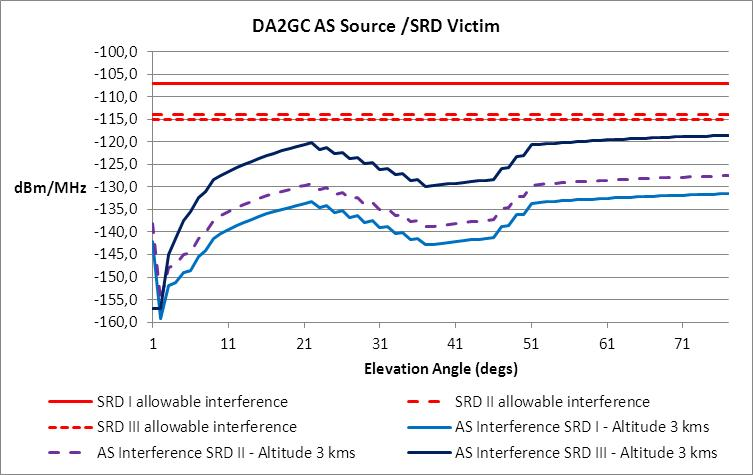 DA2GC AS Source /SRD Victim
-100,0
-105,0
-110,0
-115,0
-120,0
-125,0
-130,0
-135,0
-140,0
-145,0
-150,0
-155,0
-160,0
dBm/MHz
1 11 21 31 41 51 61 71
Elevation Angle (degs)
SRD I allowable interference SRD II allowable interference
SRD III allowable interference AS Interference SRD I - Altitude 3 kms
AS Interference SRD II - Altitude 3 kms AS Interference SRD III - Altitude 3 kms